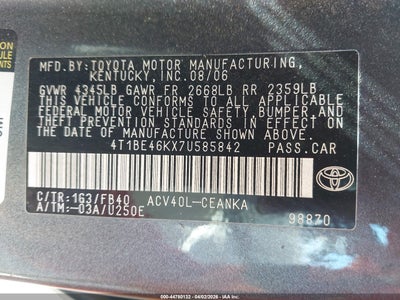 MFD.BY:TOYOTA MOTOR MANUFACTURING,
KENTUCKY,INC.08/06
GVWR 4345LB GAWR FR 2668LB RR 2359LB
THIS VEHICLE CONFORMS TO ALL APPLICABLE
FEDERAL MOTOR VEHICLE SAFETY,BUMPER,AND
THEFT PREVENTION STANDARDS IN EFFECT ON
THE DATE OF MANUFACTURE SHOWN ABOVE.
4T1BE46KX7U585842 PASS.CAR
C/TR:1G3/FB40 ACV40L-CEANKA
A/TM:-03A/U250E
98870
TOYOTA
000-44780133 - 04/02/2026 - IAA